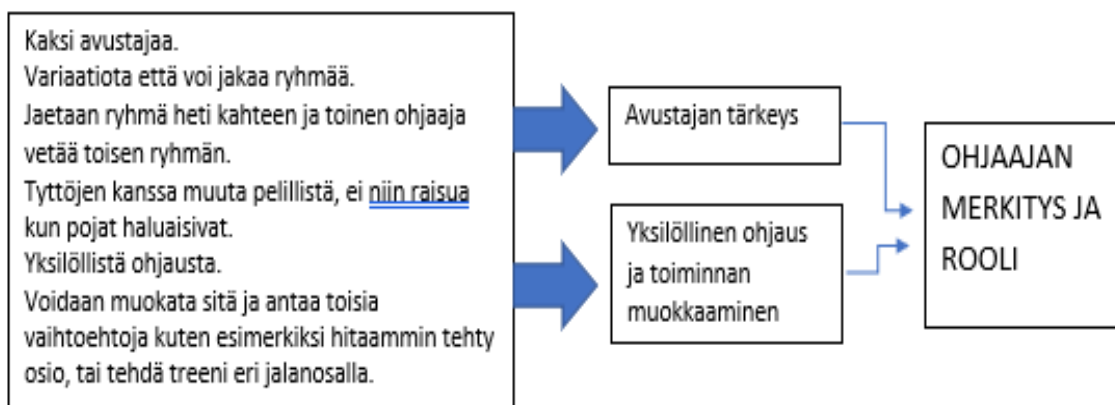 Kaksi avustajaa.
Variaatiota että voi jakaa ryhmää.
Jaetaan ryhmä heti kahteen ja toinen ohjaaja
vetää toisen ryhmän.
Tyttöjen kanssa muuta pelillistä, ei niin raisua
kun pojat haluaisivat.
Yksilöllistä ohjausta.
Voidaan muokata sitä ja antaa toisia
vaihtoehtoja kuten esimerkiksi hitaammin tehty
osio, tai tehdä treeni eri jalanosalla.
Avustajan tärkeys
Yksilöllinen ohjaus
ja toiminnan
muokkaaminen
OHJAAJAN
MERKITYS JA
ROOLI